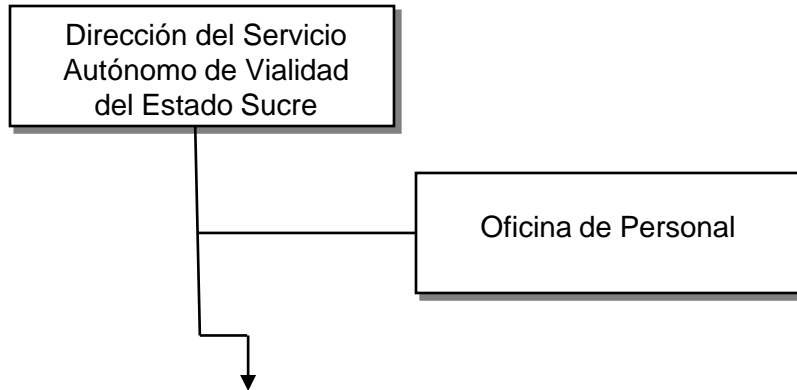 Dirección del Servicio
Autónomo de Vialidad
del Estado Sucre
Oficina de Personal